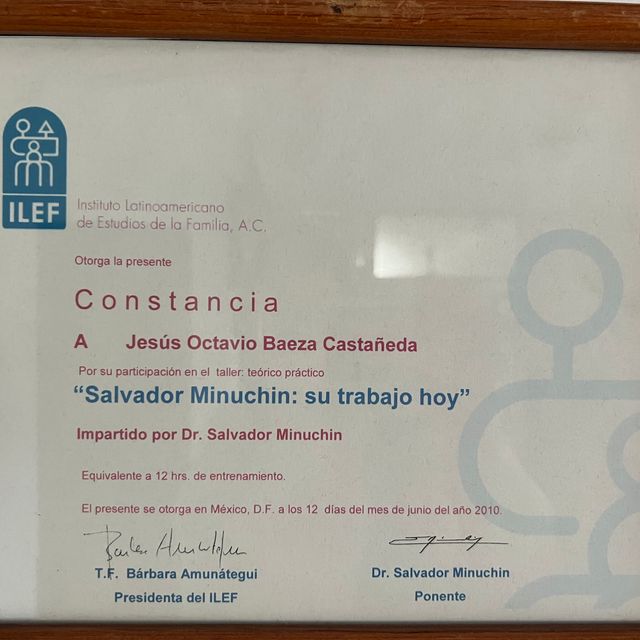 ILEF
Instituto Latinoamericano
de Estudios de la Familia, A.C.
Otorga la presente
Constancia
A Jesús Octavio Baeza Castañeda
Por su participación en el taller: teórico práctico
“Salvador Minuchin: su trabajo hoy”
Impartido por Dr. Salvador Minuchin
Equivalente a 12 hrs. de entrenamiento.
El presente se otorga en México, D.F. a los 12 días del mes de junio del año 2010.
T.F. Bárbara Amunátegui Dr. Salvador Minuchin
Presidenta del ILEF Ponente